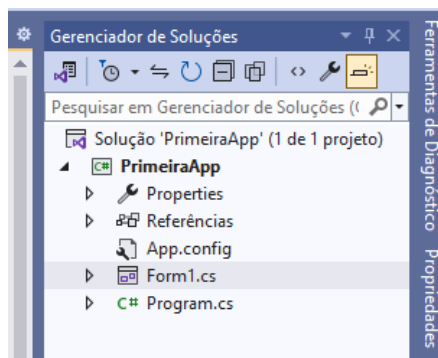 Gerenciador de Soluções
Pesquisar em Gerenciador de Soluções (
Solução 'PrimeiraApp' (1 de 1 projeto)
C# PrimeiraApp
Properties
Referências
App.config
Form1.cs
C# Program.cs
Ferramentas de Diagnóstico
Propriedades